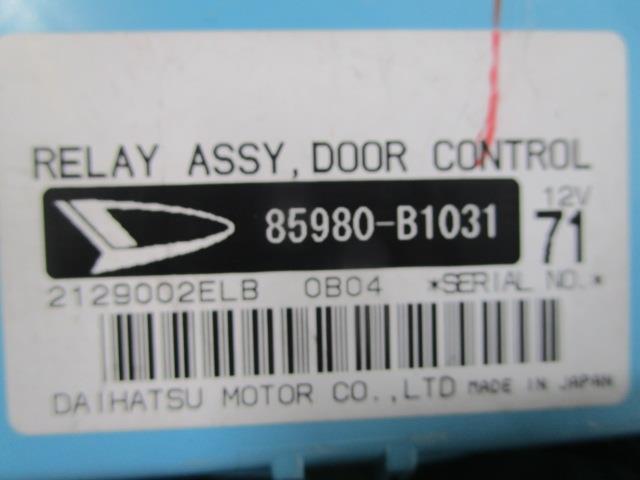 RELAY ASSY, DOOR CONTROL
12V
85980-B1031 71
2129002ELB 0B04 *SERIAL NO.*
DAIHATSU MOTOR CO.,LTD MADE IN JAPAN